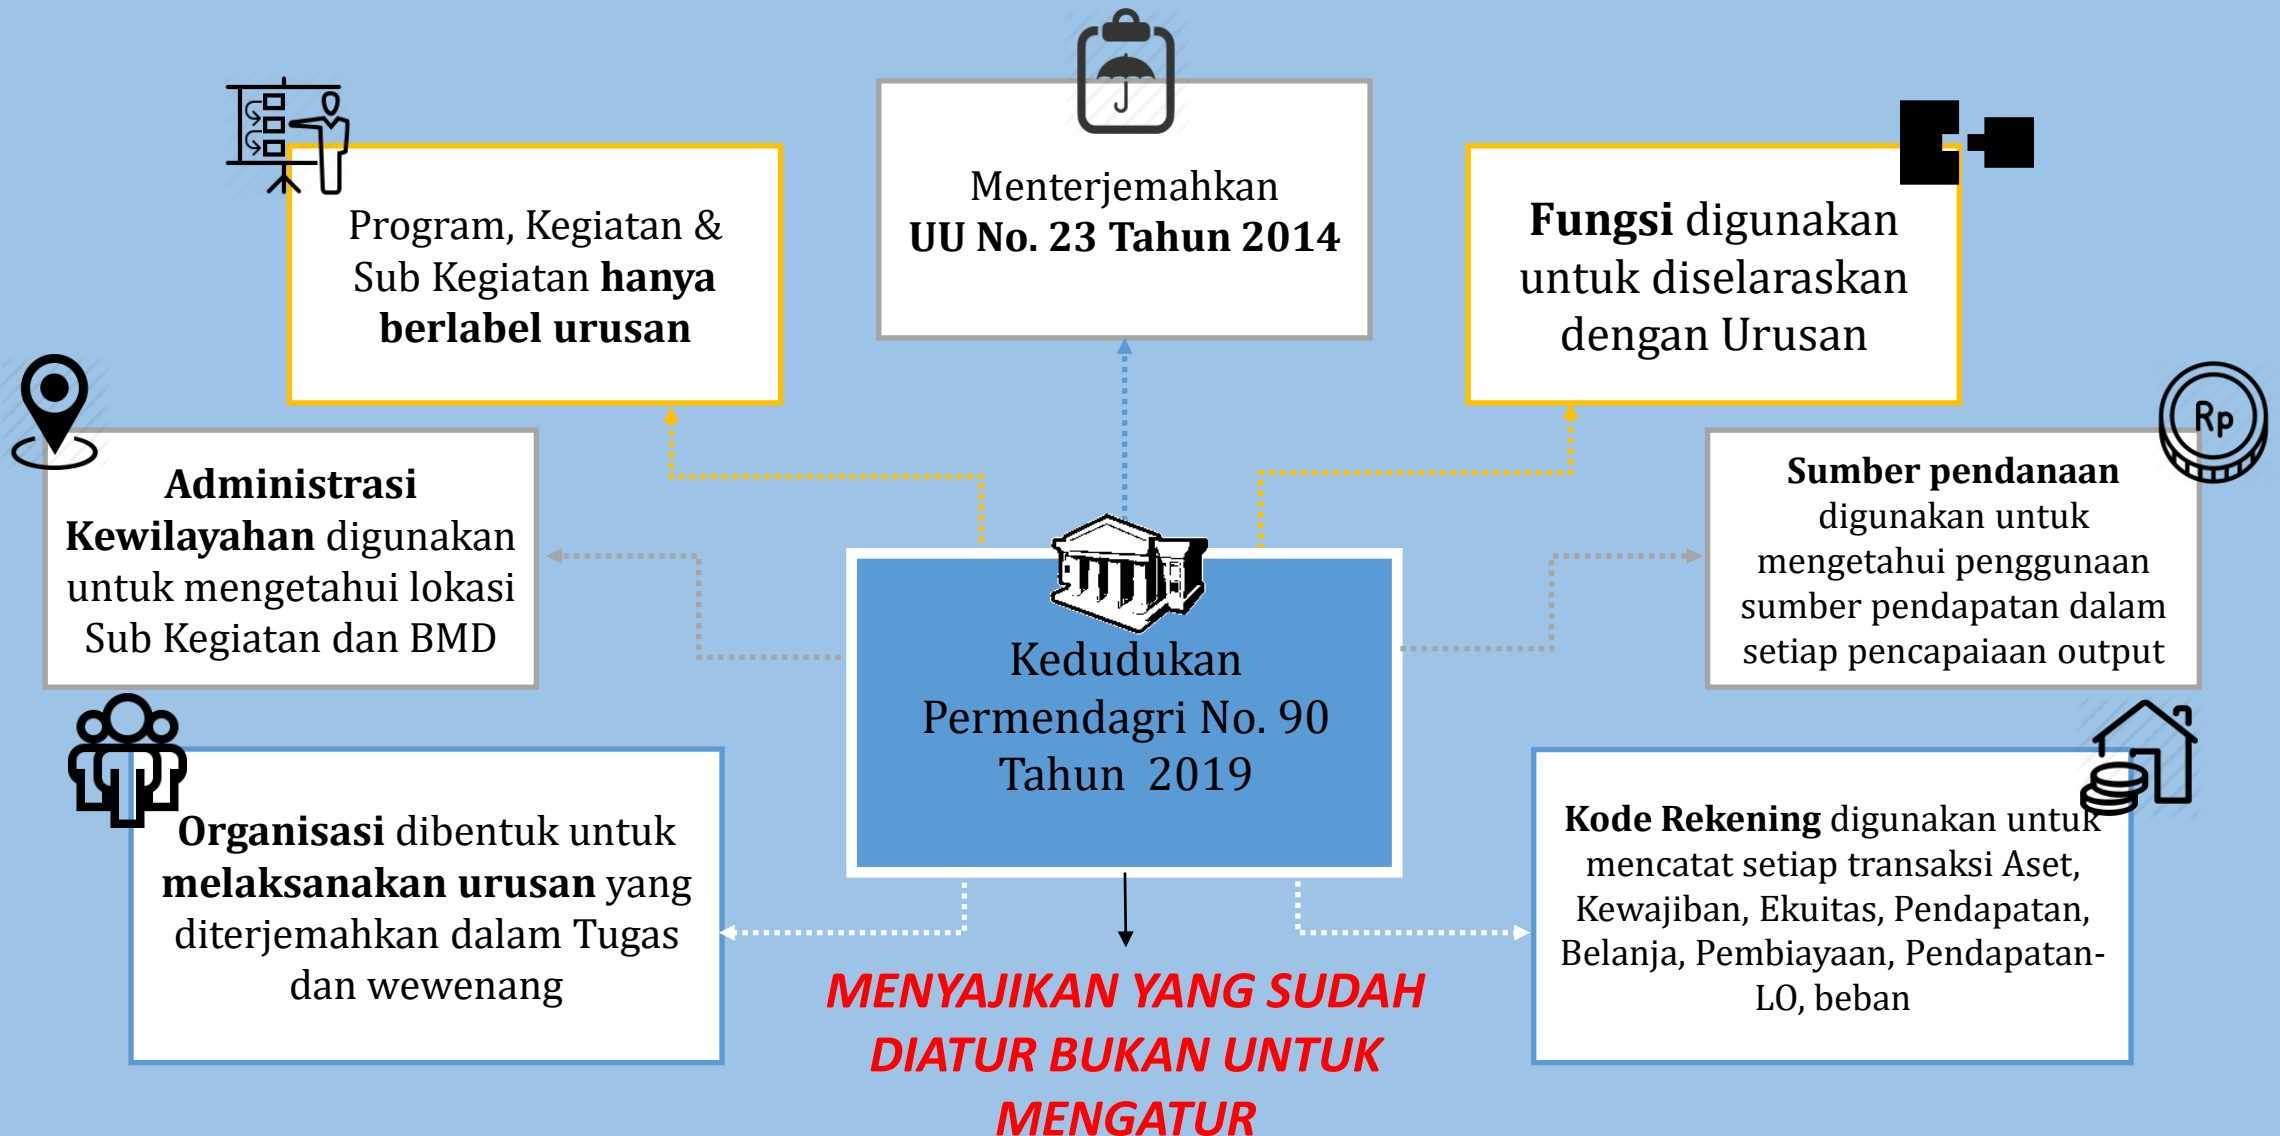 Menterjemahkan
UU No. 23 Tahun 2014
Program, Kegiatan &
Sub Kegiatan hanya
berlabel urusan
Fungsi digunakan
untuk diselaraskan
dengan Urusan
Administrasi
Kewilayahan digunakan
untuk mengetahui lokasi
Sub Kegiatan dan BMD
Rp
Sumber pendanaan
digunakan untuk
mengetahui penggunaan
sumber pendapatan dalam
setiap pencapaiaan output
Kedudukan
Permendagri No. 90
Tahun 2019
Organisasi dibentuk untuk
melaksanakan urusan yang
diterjemahkan dalam Tugas
dan wewenang
Kode Rekening digunakan untuk
mencatat setiap transaksi Aset,
Kewajiban, Ekuitas, Pendapatan,
Belanja, Pembiayaan, Pendapatan-
LO, beban
MENYAJIKAN YANG SUDAH
DIATUR BUKAN UNTUK
MENGATUR